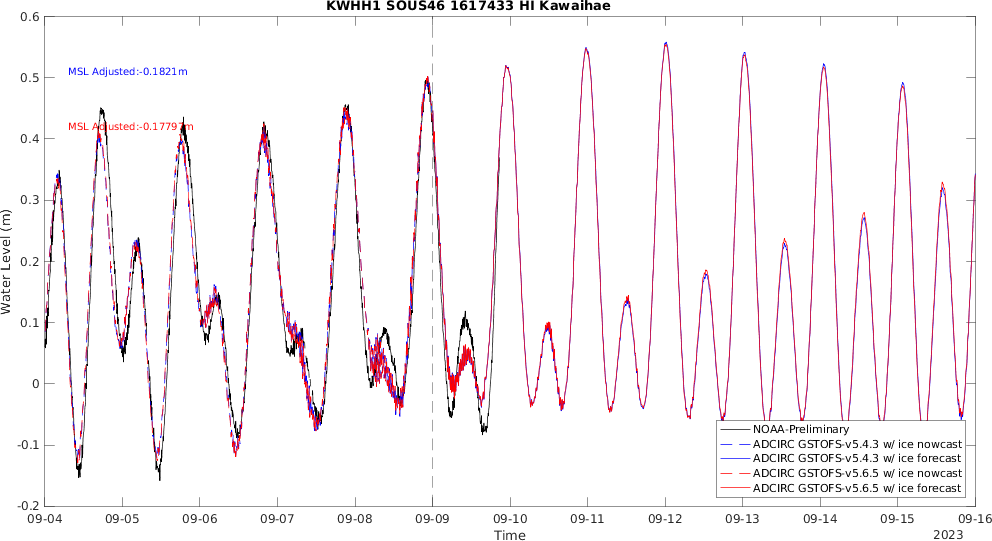 KWHH1 SOUS46 1617433 HI Kawaihae
0.6
0.5
0.4
0.3
0.2
0.1
0
-0.1
-0.2
Water Level (m)
MSL Adjusted:-0.1821m
MSL Adjusted:-0.17797m
NOAA-Preliminary
ADCIRC GSTOFS-v5.4.3 w/ ice nowcast
ADCIRC GSTOFS-v5.4.3 w/ ice forecast
ADCIRC GSTOFS-v5.6.5 w/ ice nowcast
ADCIRC GSTOFS-v5.6.5 w/ ice forecast
09-04 09-05 09-06 09-07 09-08 09-09 09-10 09-11 09-12 09-13 09-14 09-15 09-16
Time
2023